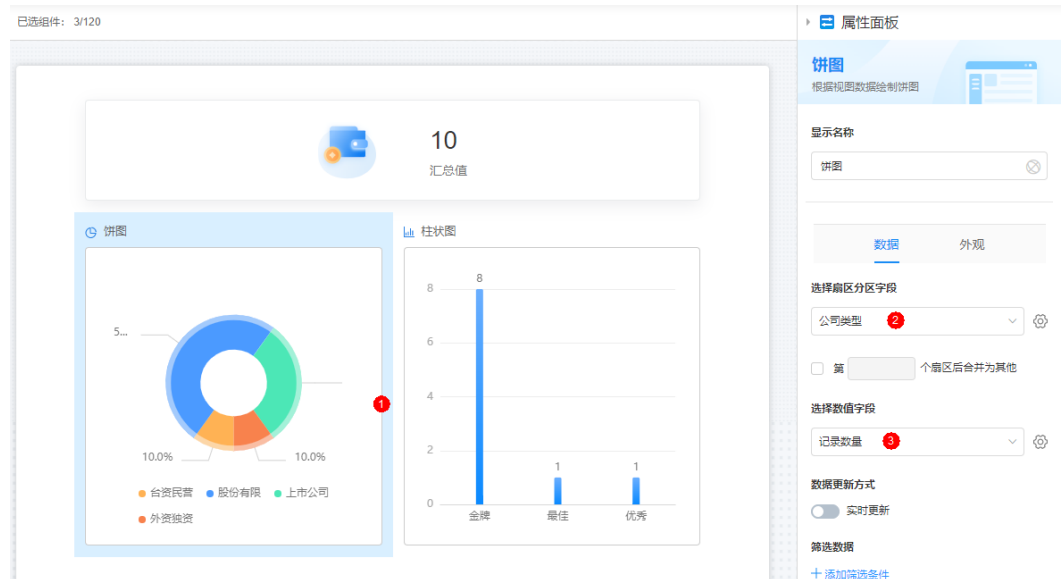 已选组件： 3/120
10
汇总值
饼图
5...
1
10.0%
10.0%
台资民营 股份有限 上市公司
外资独资
柱状图
8
8
6
4
2
1
1
0
金牌 最佳 优秀
属性面板
饼图
根据视图数据绘制饼图
显示名称
饼图
数据 外观
选择扇区分区字段
公司类型 2
第 个扇区后合并为其他
选择数值字段
记录数量 3
数据更新方式
实时更新
筛选数据
+ 添加筛选条件